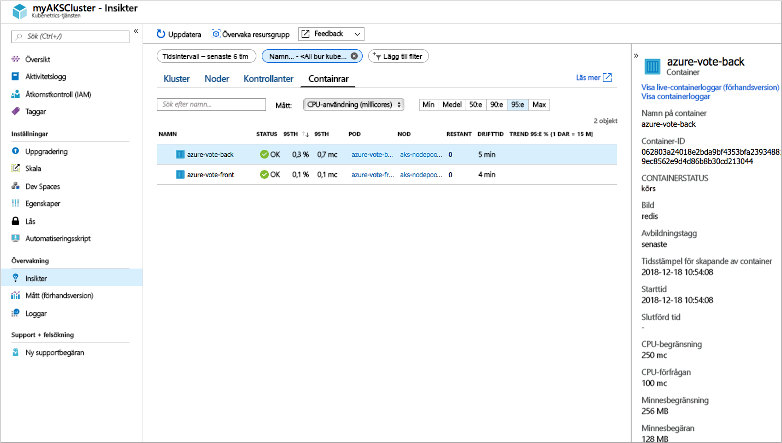 myAKSCluster - Insikter
Kubenetrics-tjänsten
Sök (Ctrl+/)
«
Översikt
Aktivitetslogg
Åtkomstkontroll (IAM)
Taggar
Inställningar
Uppgradering
Skala
Dev Spaces
Egenskaper
Lås
Automatiseringsskript
Övervakning
Insikter
Mått (förhandsversion)
Loggar
Support + felsökning
Ny supportbegäran
Uppdatera
Övervaka resursgrupp
Feedback
Tidsintervall – senaste 6 tim
Namn... - <All bur kube...
Lägg till filter
Kluster
Noder
Kontrollanter
Containrar
Läs mer
Sök efter namn...
Mått:
CPU-användning (millicores)
Min
Medel
50:e
90:e
95:e
Max
2 objekt
NAMN STATUS 95TH ↑↓ 95TH POD NOD RESTANT DRIFTTID TREND 95:E % (1 DAR = 15 M]
azure-vote-back OK 0,3 % 0,7 mc azure-vote-b... aks-nodepoo... 0 5 min
azure-vote-front OK 0,1 % 0,1 mc azure-vote-fr... aks-nodepoo... 0 4 min
»
azure-vote-back
Container
Visa live-containerloggar (förhandsversion)
Visa containerloggar
Namn på container
azure-vote-back
Container-ID
062803a24018e2bda9bf4353bfa23934881
9ec8562e9d4d86b8b30cd213044
CONTAINERSTATUS
körs
Bild
redis
Avbildningstagg
senaste
Tidsstämpel för skapande av container
2018-12-18 10:54:08
Starttid
2018-12-18 10:54:08
Slutförd tid
-
CPU-begränsning
250 mc
CPU-förfrågan
100 mc
Minnesbegränsning
256 MB
Minnesbegäran
128 MB